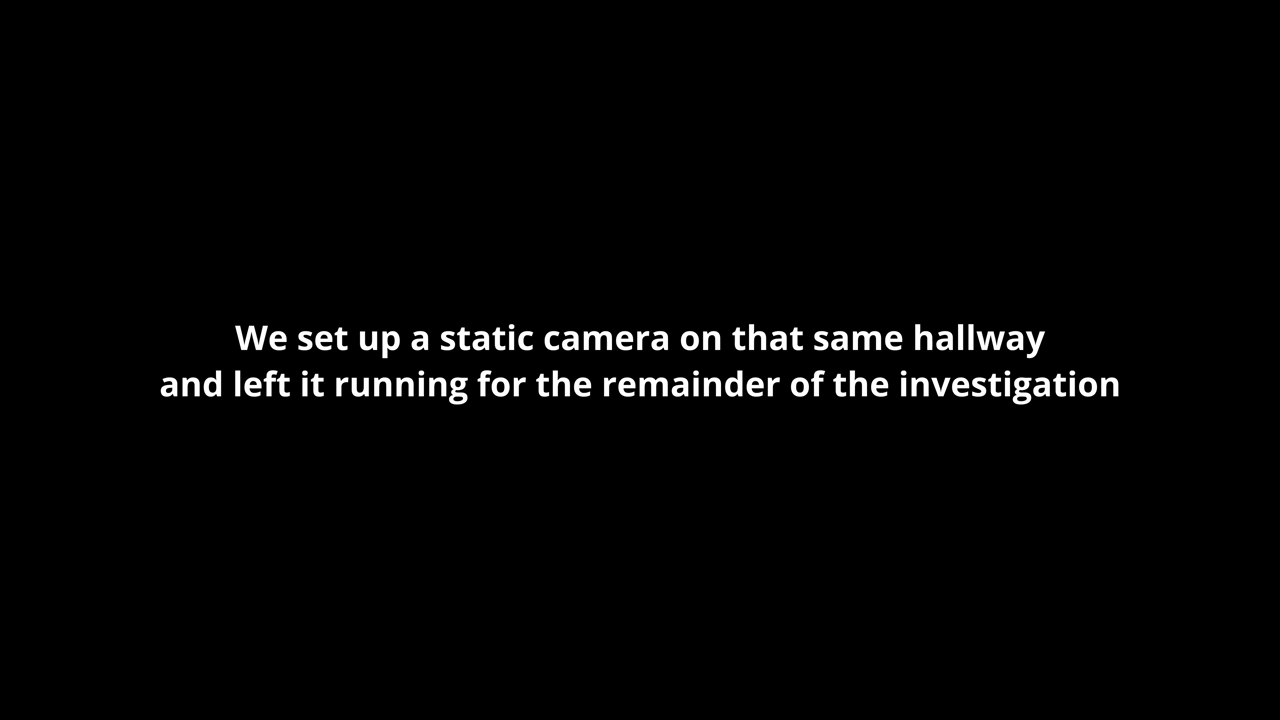 We set up a static camera on that same hallway
and left it running for the remainder of the investigation